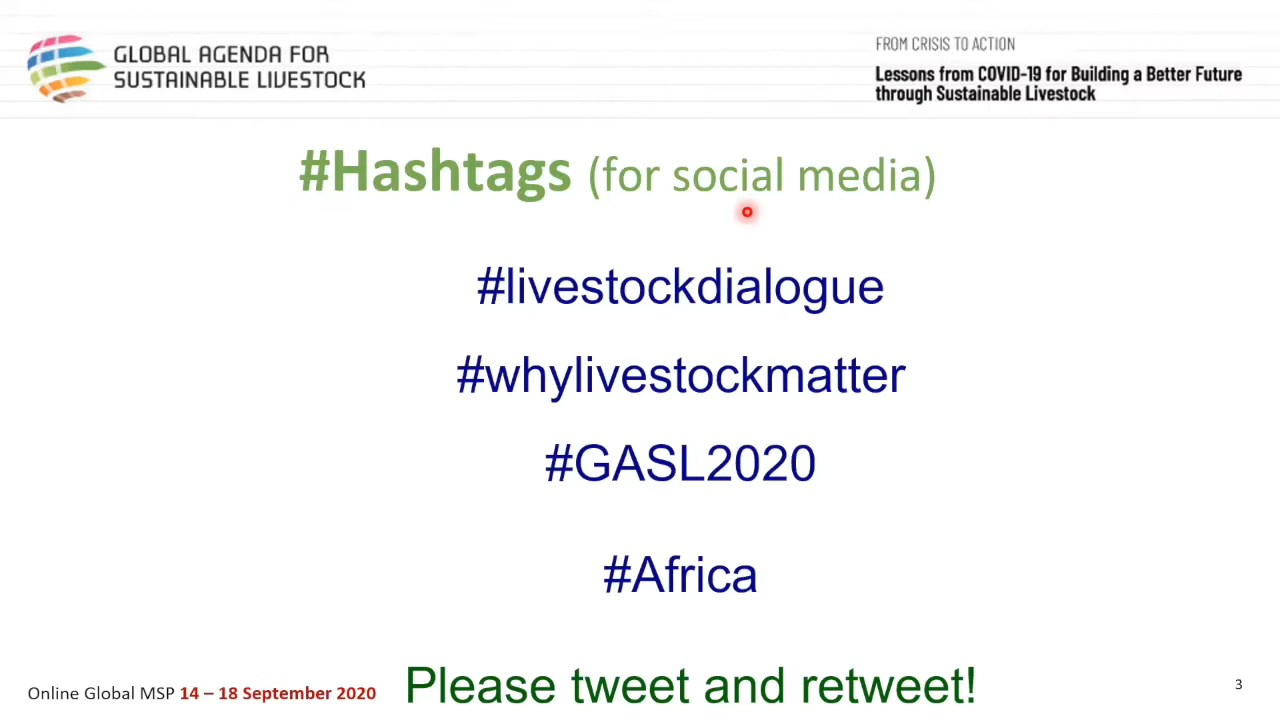 GLOBAL AGENDA FOR
SUSTAINABLE LIVESTOCK
FROM CRISIS TO ACTION
Lessons from COVID-19 for Building a Better Future
through Sustainable Livestock
#Hashtags (for social media)
#livestockdialogue
#whylivestockmatter
#GASL2020
#Africa
Please tweet and retweet!
Online Global MSP 14 – 18 September 2020
3